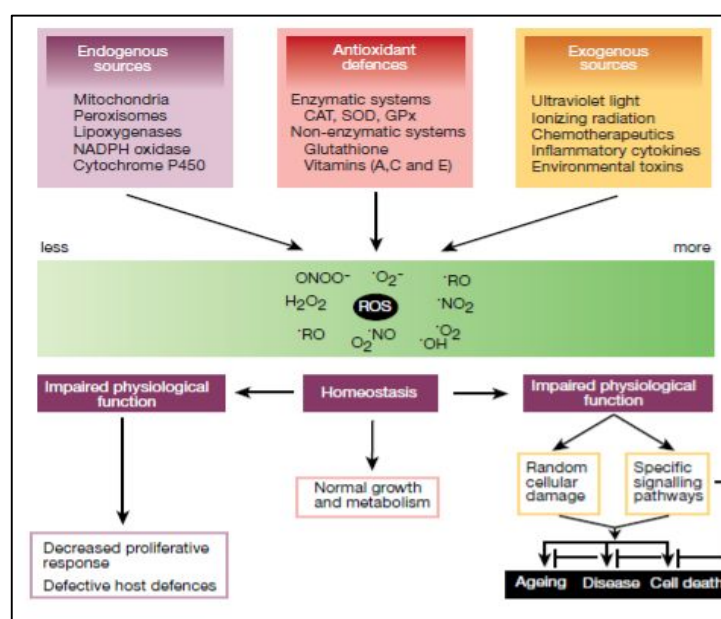 Endogenous
sources
Mitochondria
Peroxisomes
Lipoxygenases
NADPH oxidase
Cytochrome P450
Antioxidant
defences
Enzymatic systems
CAT, SOD, GPx
Non-enzymatic systems
Glutathione
Vitamins (A,C and E)
Exogenous
sources
Ultraviolet light
Ionizing radiation
Chemotherapeutics
Inflammatory cytokines
Environmental toxins
less
more
ONOO⁻ ˙O₂⁻ ˙RO
H₂O₂ ROS ˙NO₂
˙RO O₂ ˙NO ˙OH ˙O₂
Impaired physiological
function
Homeostasis
Impaired physiological
function
Normal growth
and metabolism
Random
cellular
damage
Specific
signalling
pathways
Decreased proliferative
response
Defective host defences
Ageing Disease Cell death